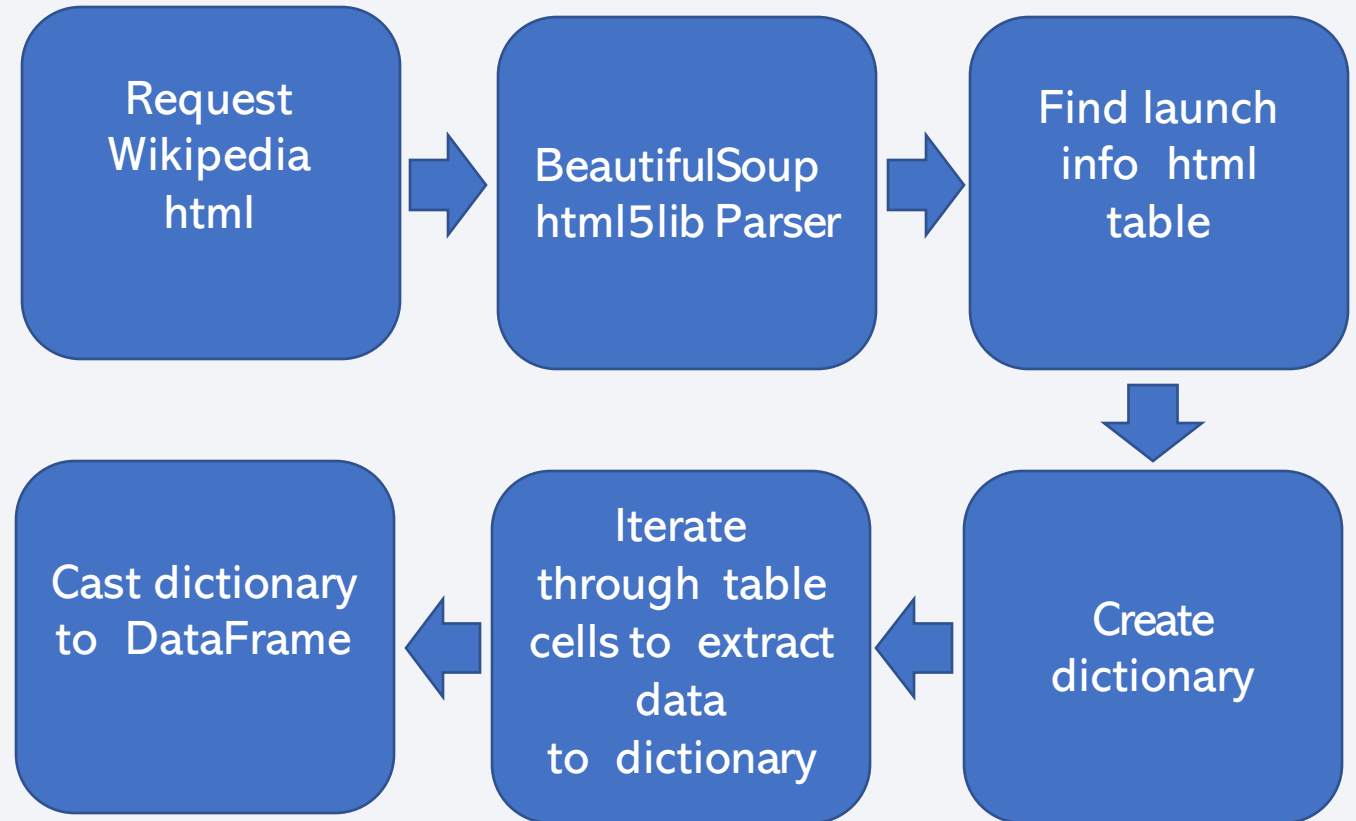 Request
Wikipedia
html
BeautifulSoup
html5lib Parser
Find launch
info html
table
Create
dictionary
Iterate
through table
cells to extract
data
to dictionary
Cast dictionary
to DataFrame